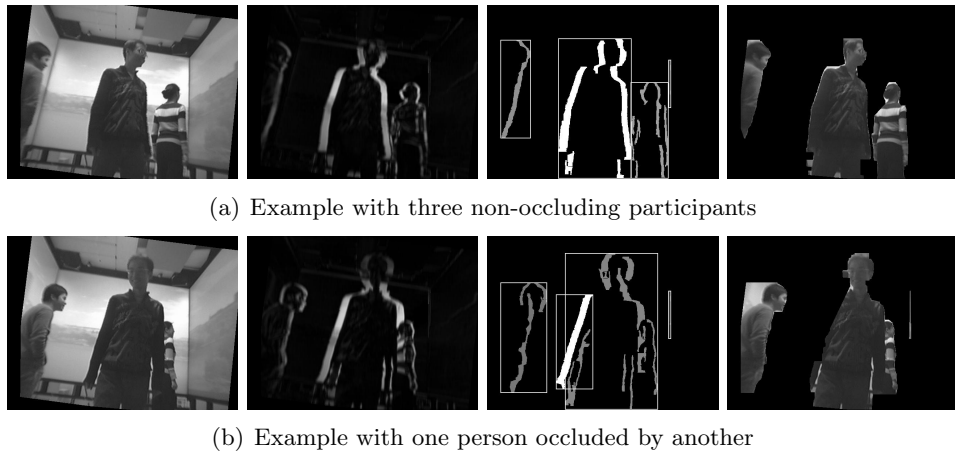 (a) Example with three non-occluding participants
(b) Example with one person occluded by another